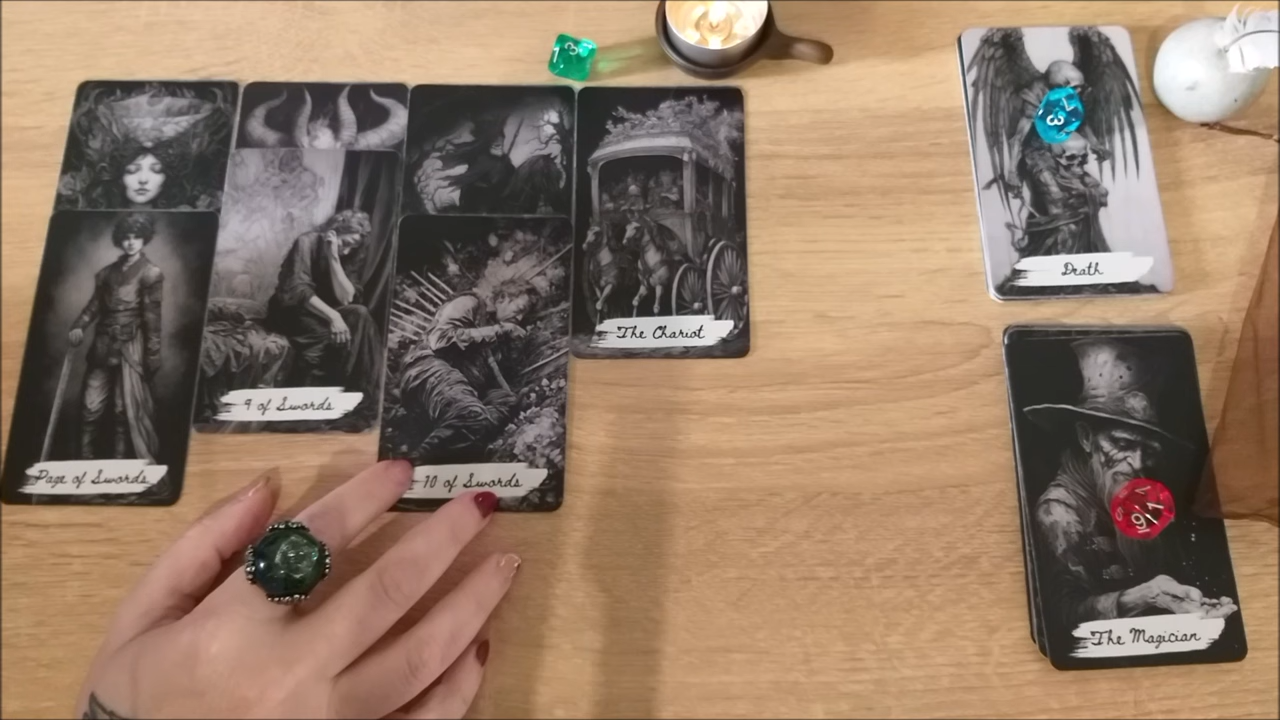 The Chariot
Death
9 of Swords
Page of Swords
10 of Swords
The Magician